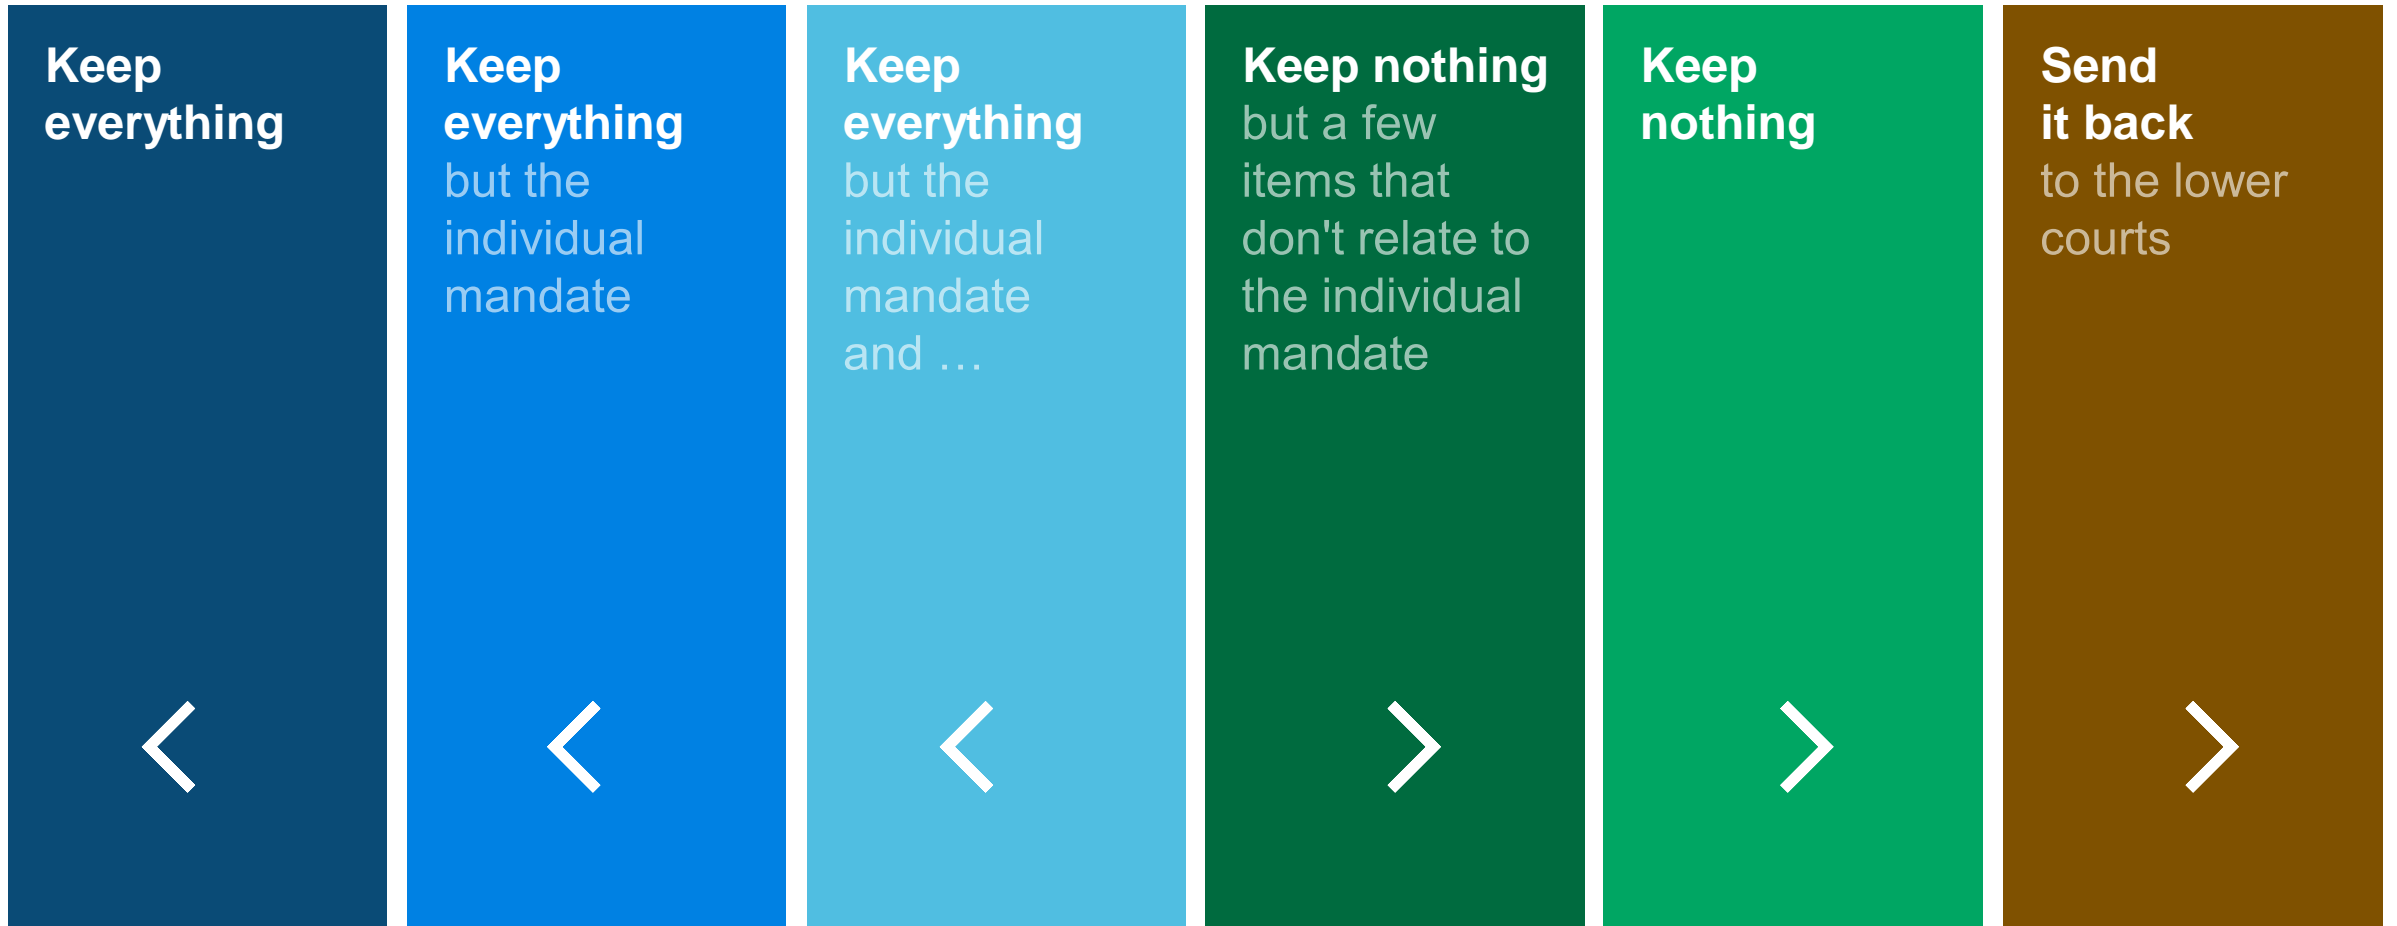 Keep
everything
Keep
everything
but the
individual
mandate
Keep
everything
but the
individual
mandate
and …
Keep nothing
but a few
items that
don't relate to
the individual
mandate
Keep
nothing
Send
it back
to the lower
courts